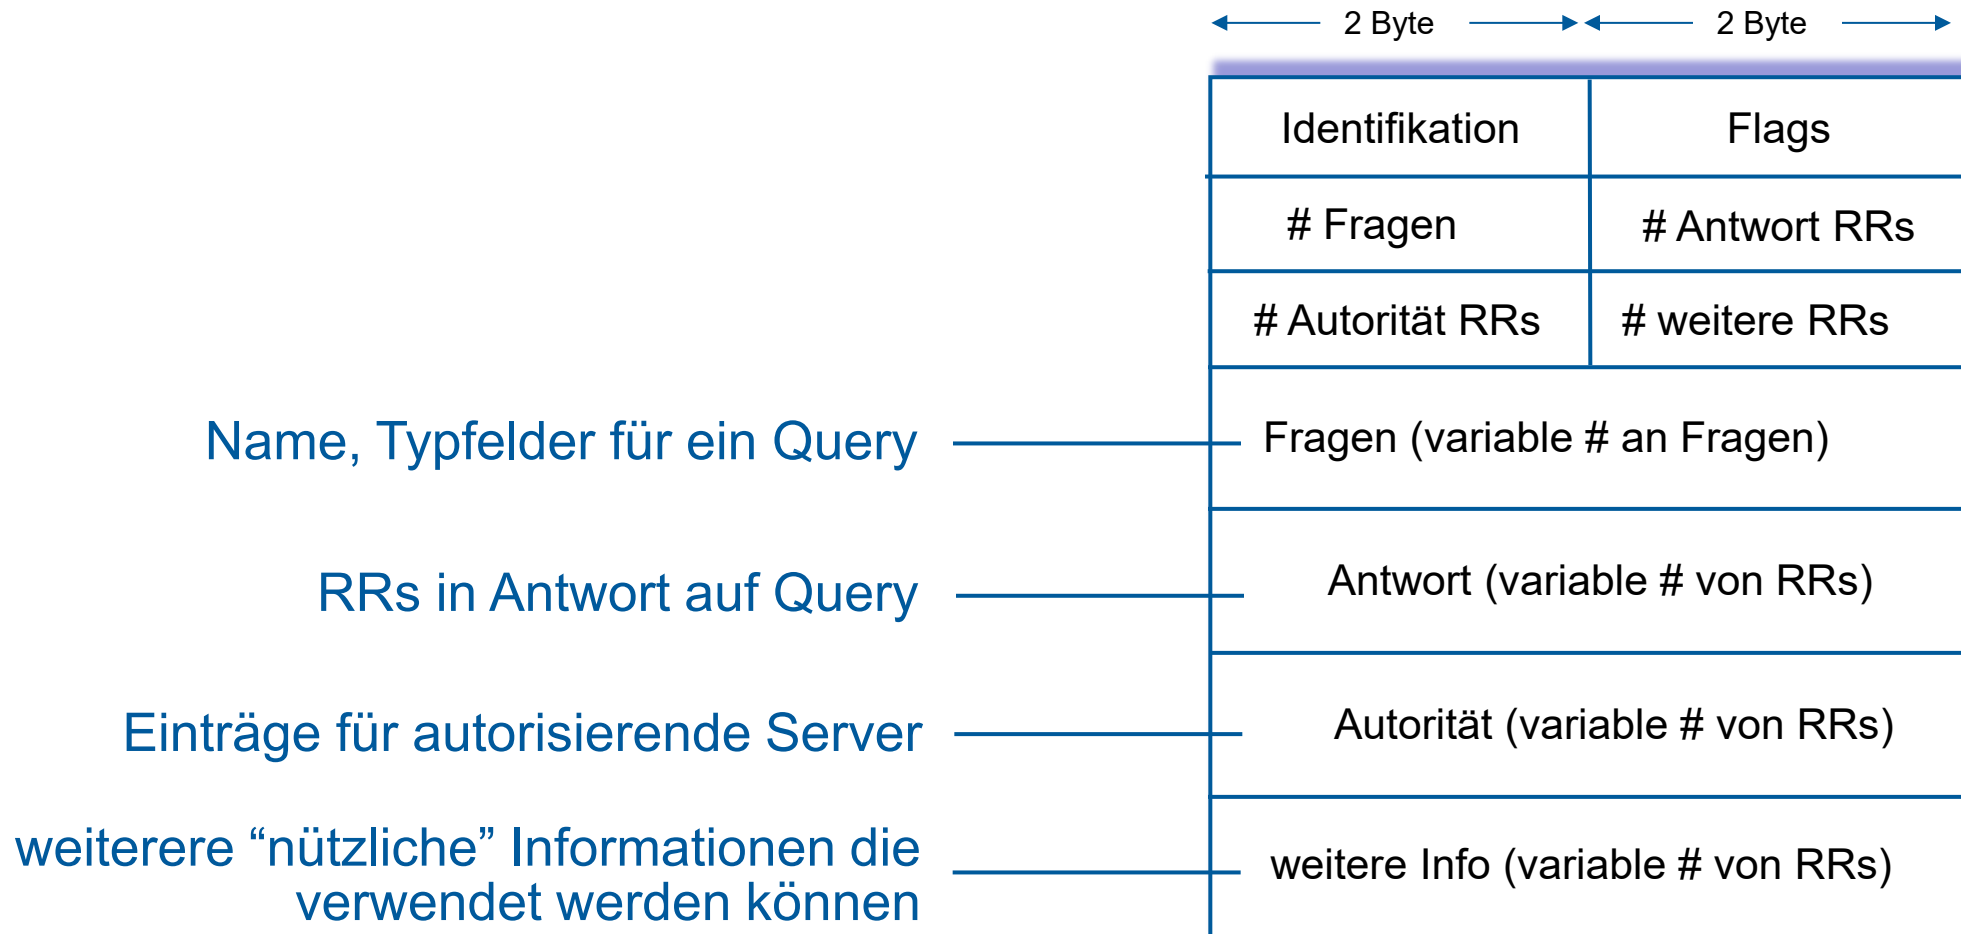 2 Byte 2 Byte
Identifikation Flags
# Fragen # Antwort RRs
# Autorität RRs # weitere RRs
Name, Typfelder für ein Query Fragen (variable # an Fragen)
RRs in Antwort auf Query Antwort (variable # von RRs)
Einträge für autorisierende Server Autorität (variable # von RRs)
weiterere “nützliche” Informationen die
verwendet werden können
weitere Info (variable # von RRs)